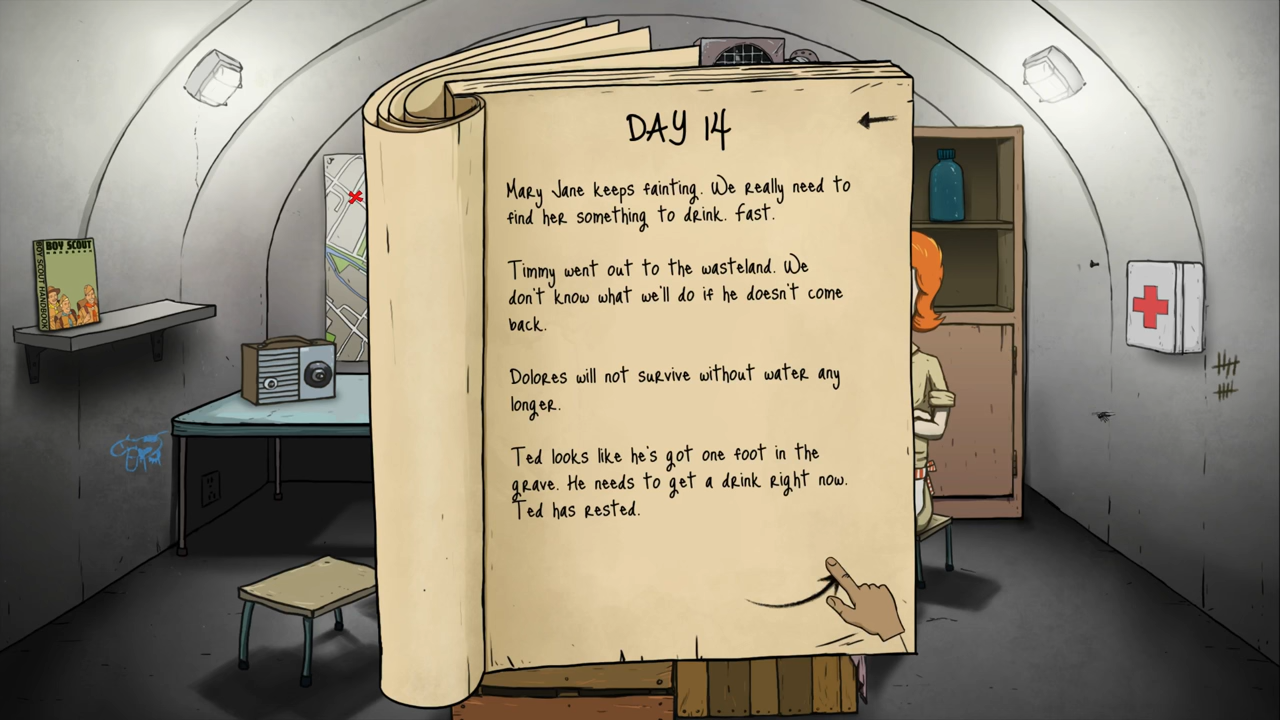 DAY 14
Mary Jane keeps fainting. We really need to
find her something to drink. Fast.
Timmy went out to the wasteland. We
don't know what we'll do if he doesn't come
back.
Dolores will not survive without water any
longer.
Ted looks like he's got one foot in the
grave. He needs to get a drink right now.
Ted has rested.
BOY SCOUT
BOY SCOUT HANDBOOK